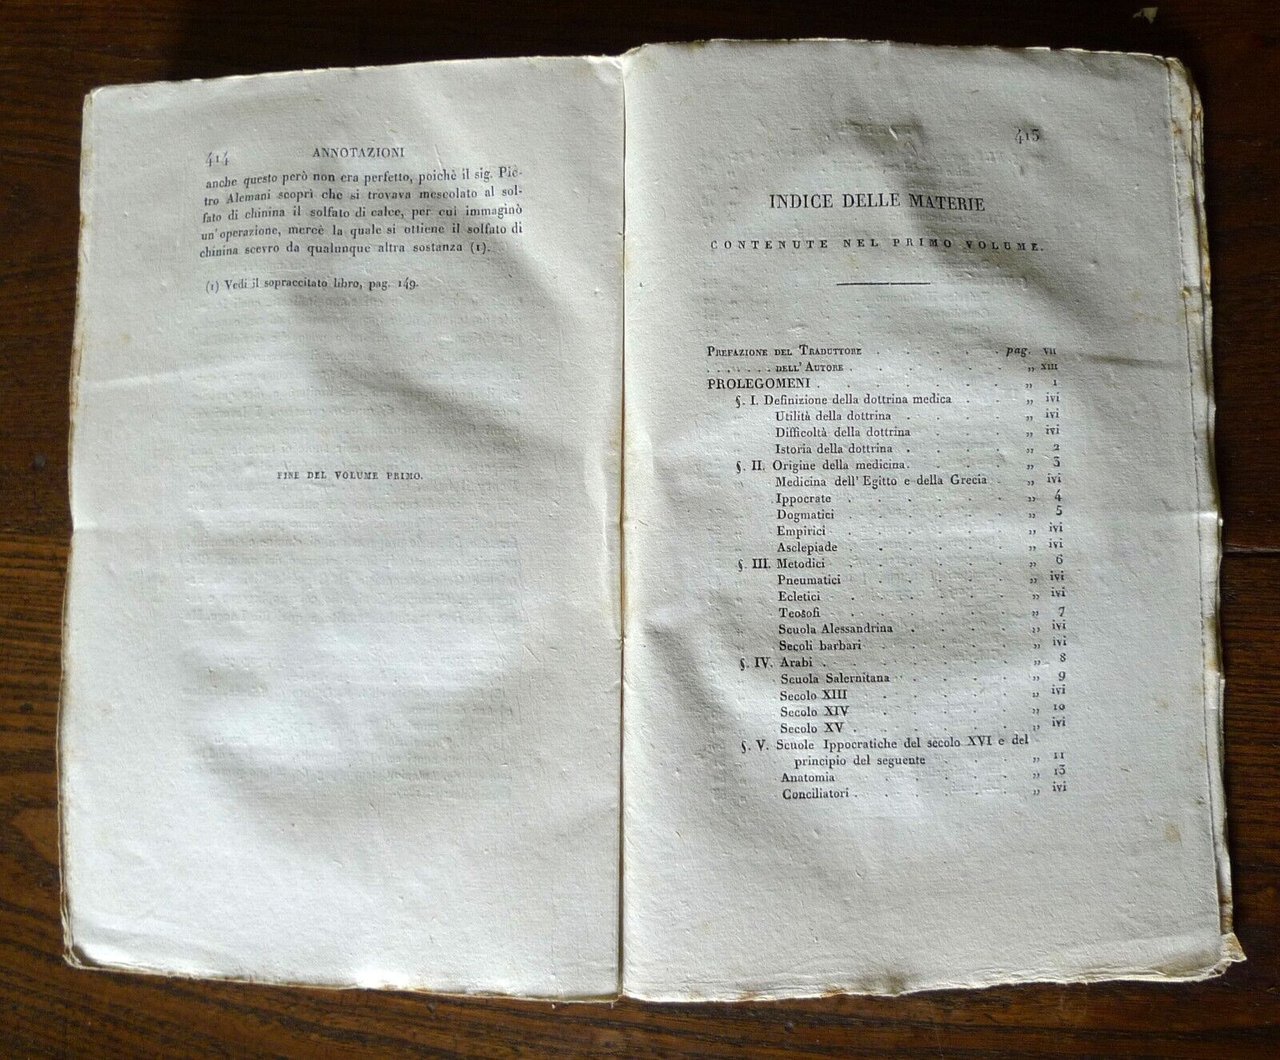 414 ANNOTAZIONI
anche questo però non era perfetto, poichè il sig. Pie-
tro Alemani scoprì che si trovava mescolato al sol-
fato di chinina il solfato di calce, per cui immaginò
un'operazione, mercè la quale si ottiene il solfato di
chinina scevro da qualunque altra sostanza (1).
(1) Vedi il sopraccitato libro, pag. 149.
FINE DEL VOLUME PRIMO.
415
INDICE DELLE MATERIE
CONTENUTE NEL PRIMO VOLUME.
PREFAZIONE DEL TRADUTTORE . . . . . . pag. VII
. . . . . . . DELL' AUTORE . . . . . . . „ XIII
PROLEGOMENI . . . . . . . „ 1
§. I. Definizione della dottrina medica . . . „ ivi
Utilità della dottrina . . . . „ ivi
Difficoltà della dottrina . . . . „ ivi
Istoria della dottrina . . . . „ 2
§. II. Origine della medicina . . . . „ 3
Medicina dell' Egitto e della Grecia . . „ ivi
Ippocrate . . . . . . „ 4
Dogmatici . . . . . . „ 5
Empirici . . . . . . „ ivi
Asclepiade . . . . . . „ ivi
§. III. Metodici . . . . . . „ 6
Pneumatici . . . . . . „ ivi
Ecletici . . . . . . „ ivi
Teosofi . . . . . . „ 7
Scuola Alessandrina . . . . „ ivi
Secoli barbari . . . . . „ ivi
§. IV. Arabi . . . . . . . „ 8
Scuola Salernitana . . . . „ 9
Secolo XIII . . . . . „ ivi
Secolo XIV . . . . . „ 10
Secolo XV . . . . . . „ ivi
§. V. Scuole Ippocratiche del secolo XVI e del
principio del seguente . . . . „ 11
Anatomia . . . . . . „ 13
Conciliatori . . . . . . „ ivi